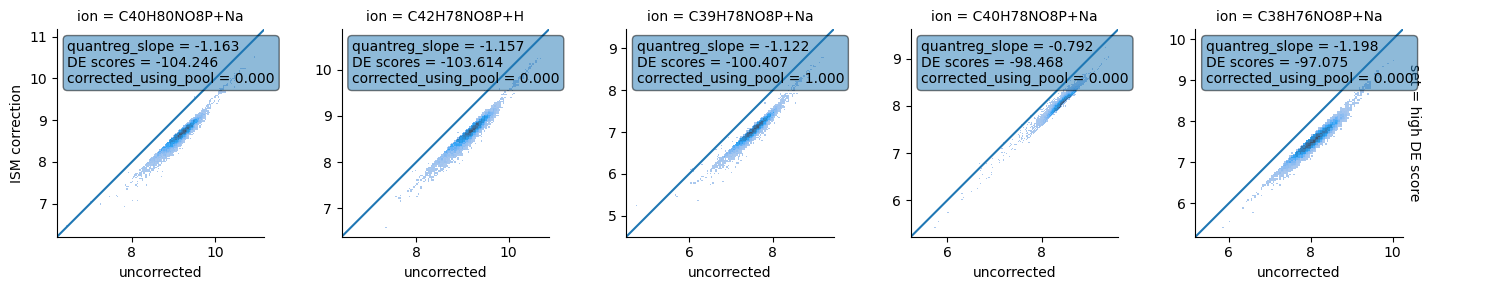 ion = C40H80NO8P+Na
ion = C42H78NO8P+H
ion = C39H78NO8P+Na
ion = C40H78NO8P+Na
ion = C38H76NO8P+Na
quantreg_slope = -1.163
DE scores = -104.246
corrected_using_pool = 0.000
quantreg_slope = -1.157
DE scores = -103.614
corrected_using_pool = 0.000
quantreg_slope = -1.122
DE scores = -100.407
corrected_using_pool = 1.000
quantreg_slope = -0.792
DE scores = -98.468
corrected_using_pool = 0.000
quantreg_slope = -1.198
DE scores = -97.075
corrected_using_pool = 0.000
set = high DE score
ISM correction
11
10
9
8
7
8
10
uncorrected
10
9
8
7
8
10
uncorrected
9
8
7
6
5
6
8
uncorrected
9
8
7
6
6
8
uncorrected
10
9
8
7
6
6
8
10
uncorrected